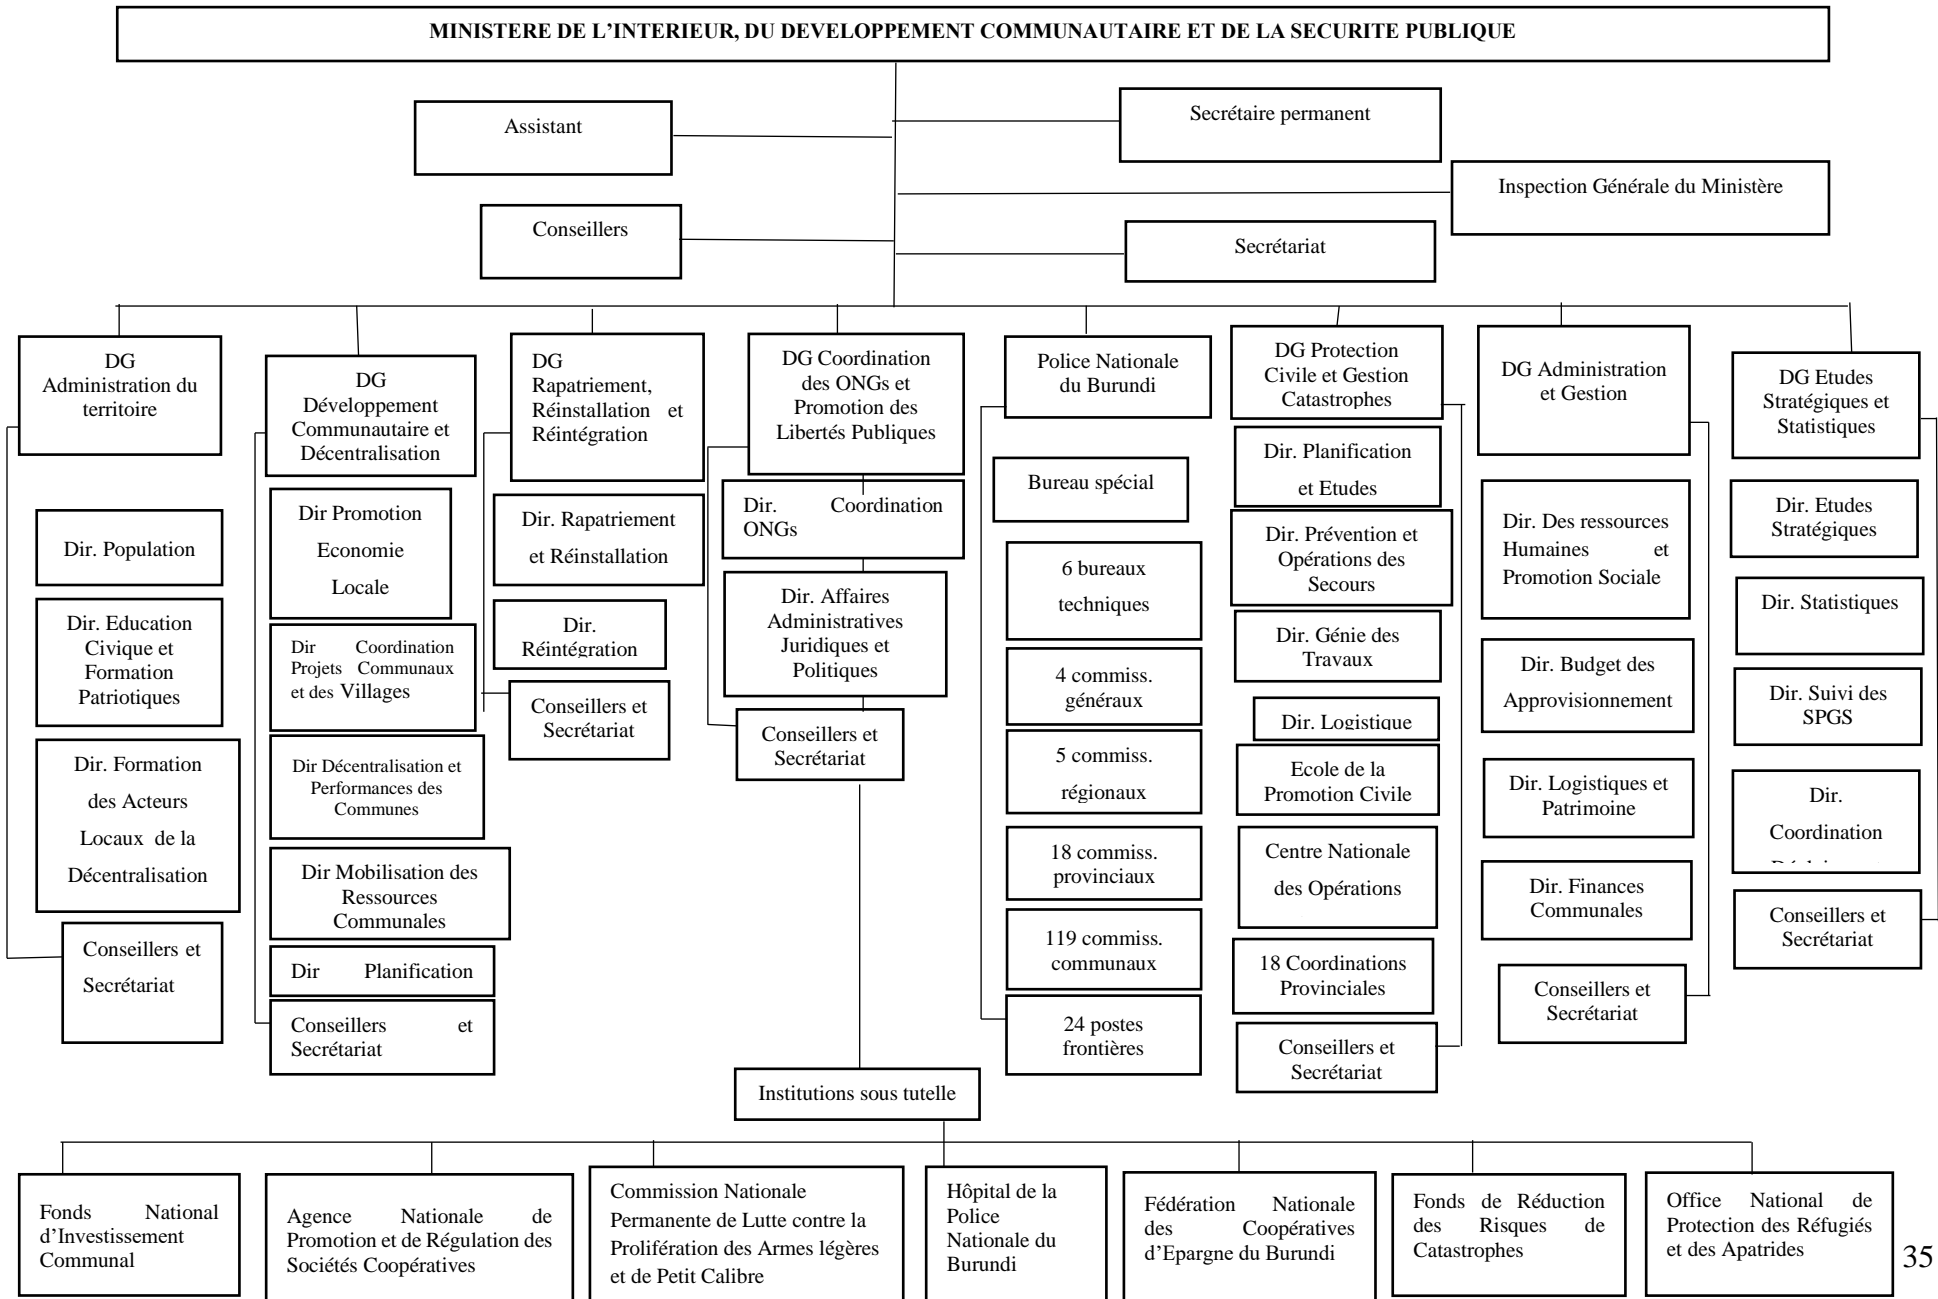 MINISTERE DE L'INTERIEUR, DU DEVELOPPEMENT COMMUNAUTAIRE ET DE LA SECURITE PUBLIQUE
Assistant
Secrétaire permanent
Inspection Générale du Ministère
Conseillers
Secrétariat
DG
Administration du
territoire
Dir. Population
Dir. Education
Civique et
Formation
Patriotiques
Dir. Formation
des Acteurs
Locaux de la
Décentralisation
Conseillers et
Secrétariat
DG
Développement
Communautaire et
Décentralisation
Dir Promotion
Economie
Locale
Dir Coordination
Projets Communaux
et des Villages
Dir Décentralisation et
Performances des
Communes
Dir Mobilisation des
Ressources
Communales
Dir Planification
Conseillers et
Secrétariat
DG
Rapatriement,
Réinstallation et
Réintégration
Dir. Rapatriement
et Réinstallation
Dir.
Réintégration
Conseillers et
Secrétariat
DG Coordination
des ONGs et
Promotion des
Libertés Publiques
Dir. Coordination
ONGs
Dir. Affaires
Administratives
Juridiques et
Politiques
Conseillers et
Secrétariat
Police Nationale
du Burundi
Bureau spécial
6 bureaux
techniques
4 commiss.
généraux
5 commiss.
régionaux
18 commiss.
provinciaux
119 commiss.
communaux
24 postes
frontières
DG Protection
Civile et Gestion
Catastrophes
Dir. Planification
et Etudes
Dir. Prévention et
Opérations des
Secours
Dir. Génie des
Travaux
Dir. Logistique
Ecole de la
Promotion Civile
Centre Nationale
des Opérations
18 Coordinations
Provinciales
Conseillers et
Secrétariat
DG Administration
et Gestion
Dir. Des ressources
Humaines et
Promotion Sociale
Dir. Budget des
Approvisionnement
Dir. Logistiques et
Patrimoine
Dir. Finances
Communales
Conseillers et
Secrétariat
DG Etudes
Stratégiques et
Statistiques
Dir. Etudes
Stratégiques
Dir. Statistiques
Dir. Suivi des
SPGS
Dir.
Coordination
Conseillers et
Secrétariat
Institutions sous tutelle
Fonds National
d'Investissement
Communal
Agence Nationale de
Promotion et de Régulation des
Sociétés Coopératives
Commission Nationale
Permanente de Lutte contre la
Prolifération des Armes légères
et de Petit Calibre
Hôpital de la
Police
Nationale du
Burundi
Fédération Nationale
des Coopératives
d'Epargne du Burundi
Fonds de Réduction
des Risques de
Catastrophes
Office National de
Protection des Réfugiés
et des Apatrides
35